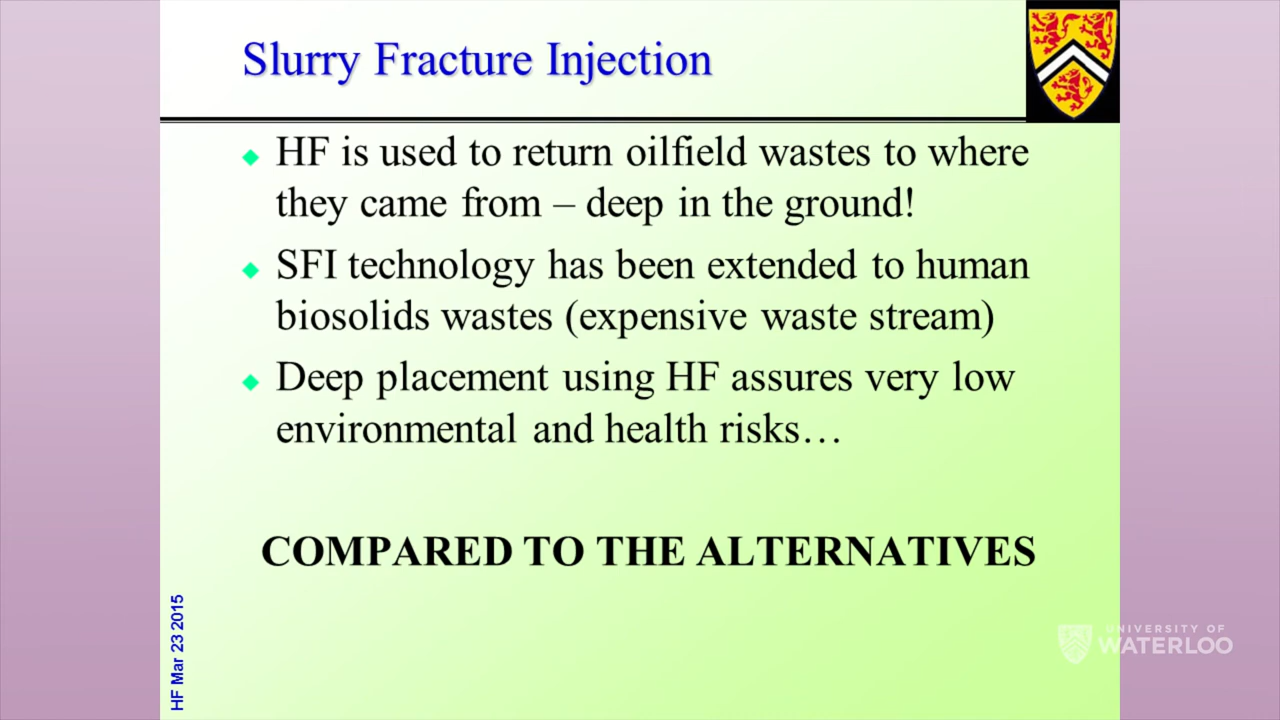 Slurry Fracture Injection
HF is used to return oilfield wastes to where
they came from – deep in the ground!
SFI technology has been extended to human
biosolids wastes (expensive waste stream)
Deep placement using HF assures very low
environmental and health risks…
COMPARED TO THE ALTERNATIVES
HF Mar 23 2015
UNIVERSITY OF
WATERLOO